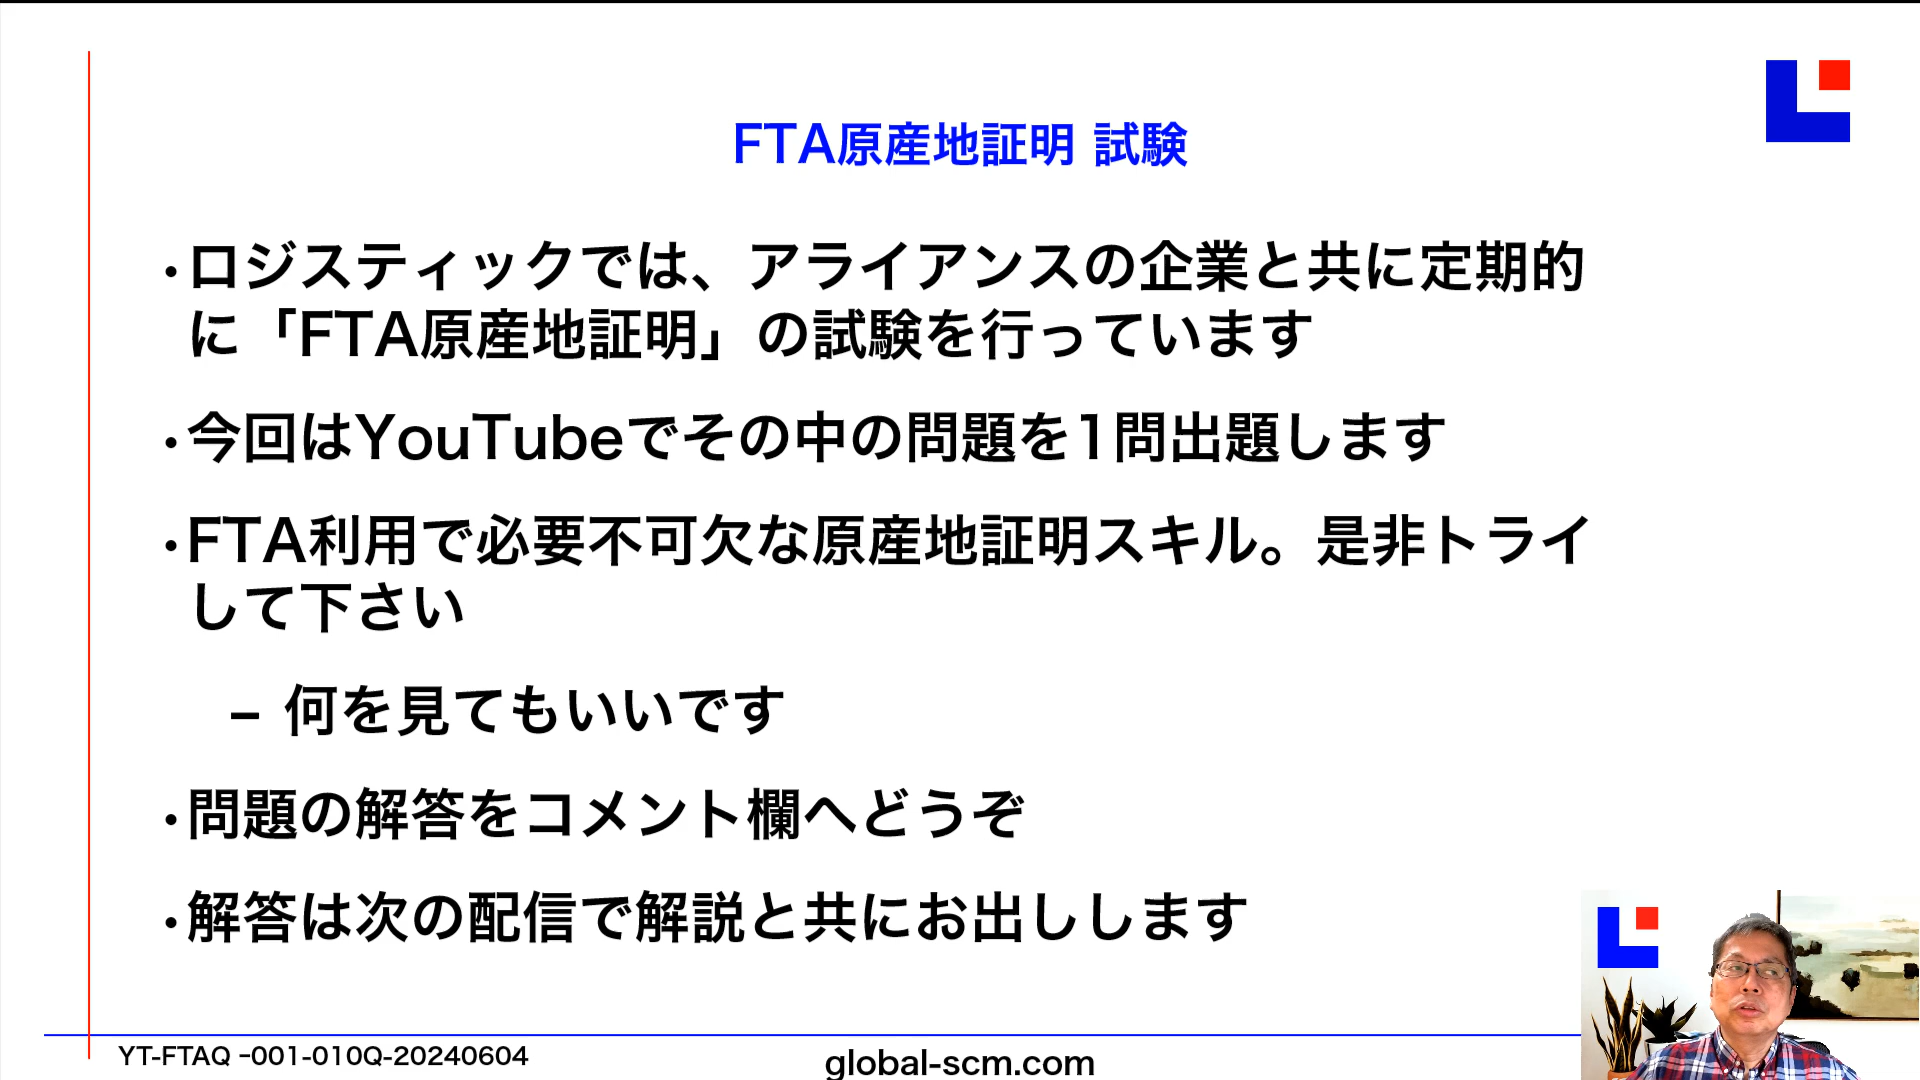 FTA原産地証明 試験
・ロジスティックでは、アライアンスの企業と共に定期的
に「FTA原産地証明」の試験を行っています
・今回はYouTubeでその中の問題を1問出題します
・FTA利用で必要不可欠な原産地証明スキル。是非トライ
して下さい
– 何を見てもいいです
・問題の解答をコメント欄へどうぞ
・解答は次の配信で解説と共にお出しします
YT-FTAQ -001-010Q-20240604
global-scm.com